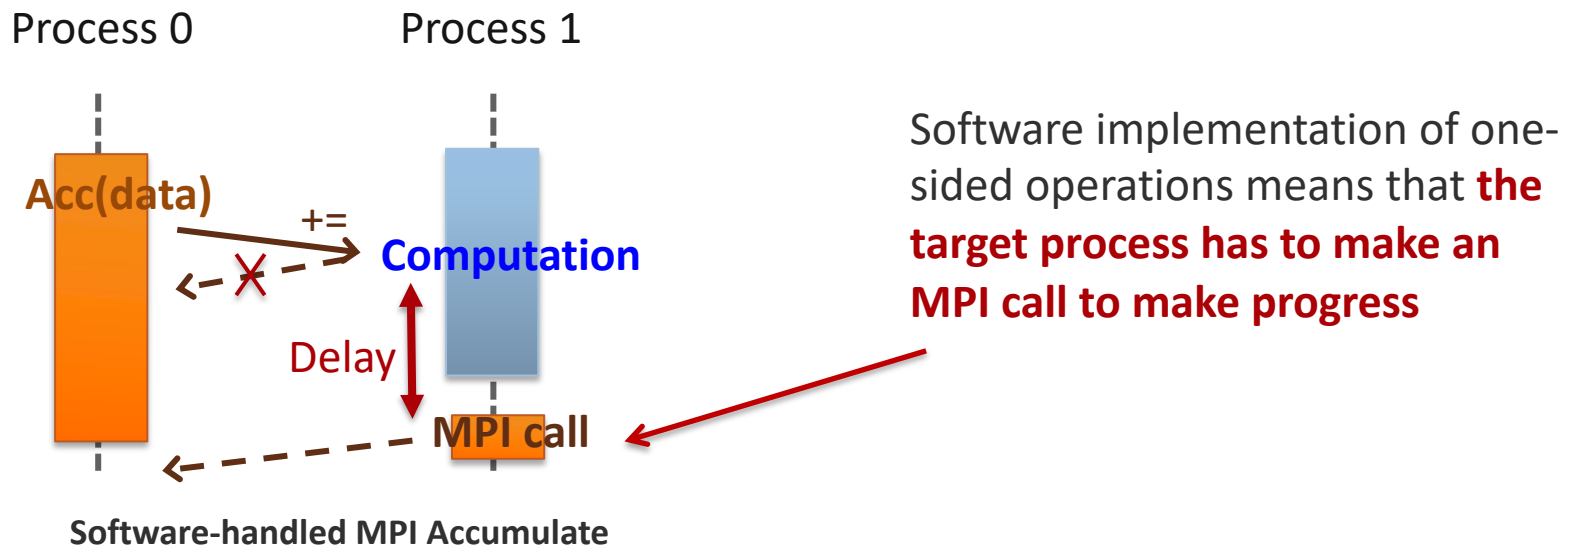 Process 0
Process 1
Acc(data)
+=
Computation
Delay
MPI call
Software-handled MPI Accumulate
Software implementation of one-
sided operations means that the
target process has to make an
MPI call to make progress